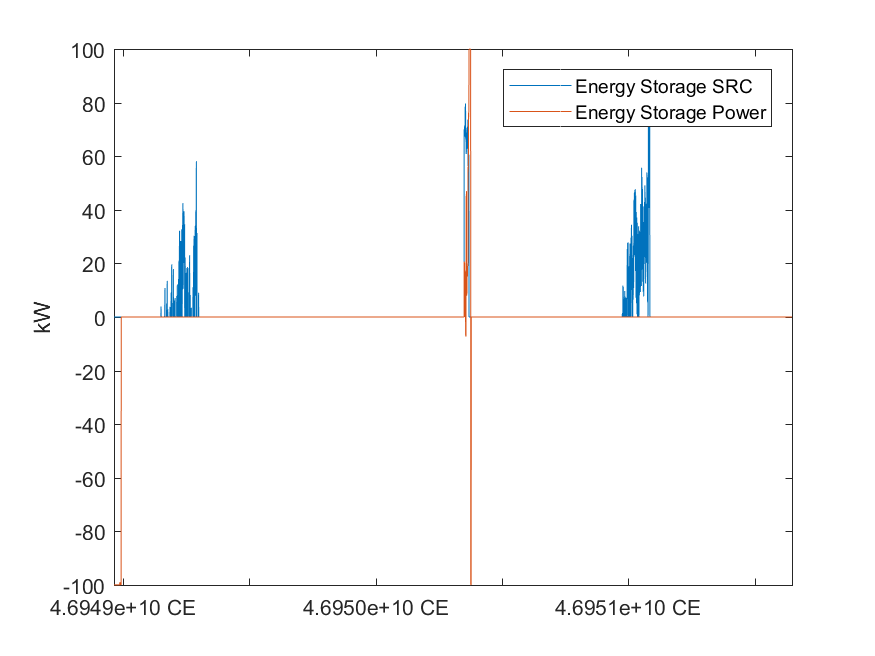 100
80
60
40
20
0
-20
-40
-60
-80
-100
kW
Energy Storage SRC
Energy Storage Power
4.6949e+10 CE
4.6950e+10 CE
4.6951e+10 CE